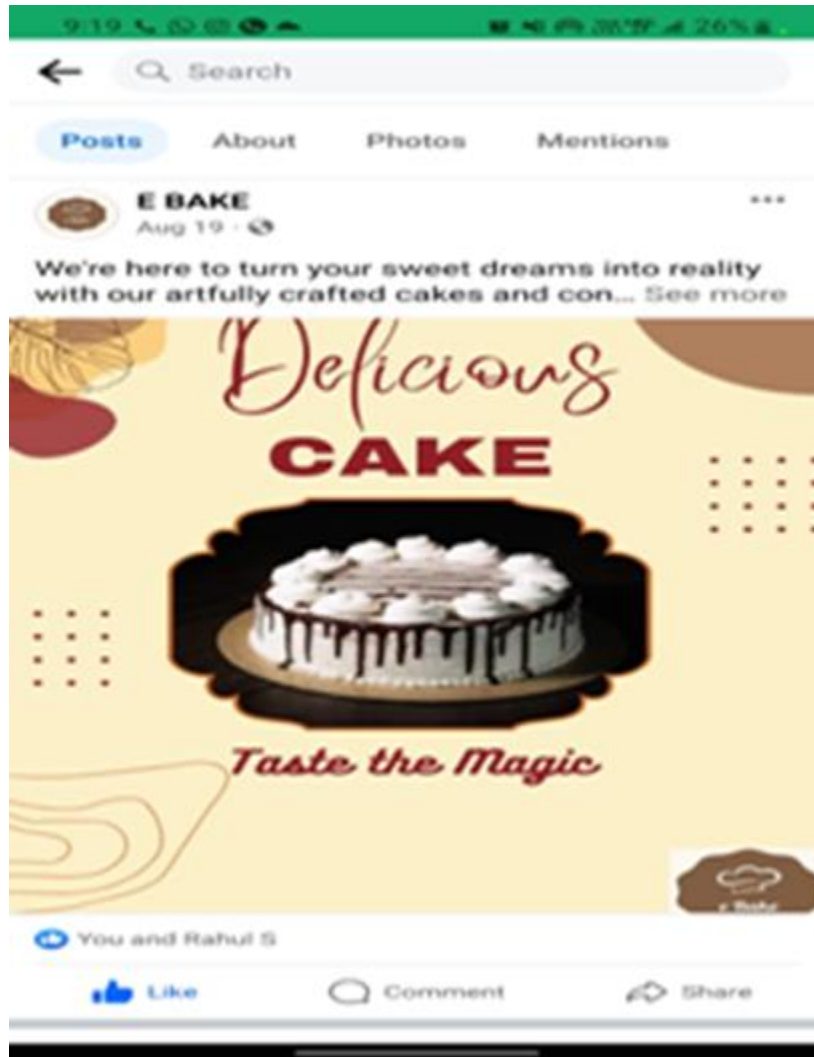 9:19
26%
Search
Posts About Photos Mentions
E BAKE
Aug 19
We're here to turn your sweet dreams into reality
with our artfully crafted cakes and con... See more
Delicious
CAKE
Taste the Magic
e Bake
You and Rahul S
Like Comment Share